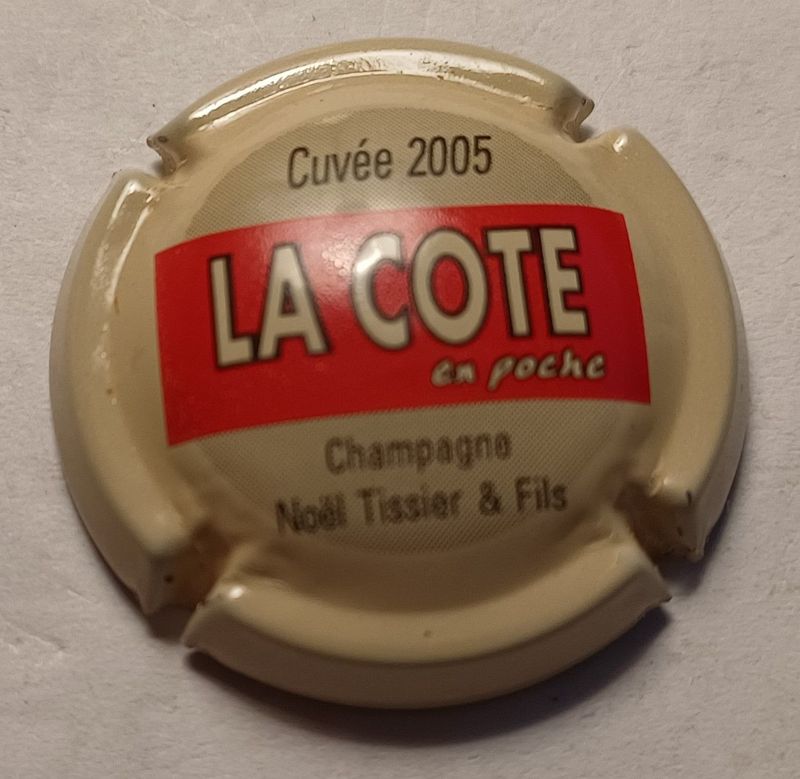 Cuvée 2005
LA COTE
en poche
Champagne
Noël Tissier & Fils